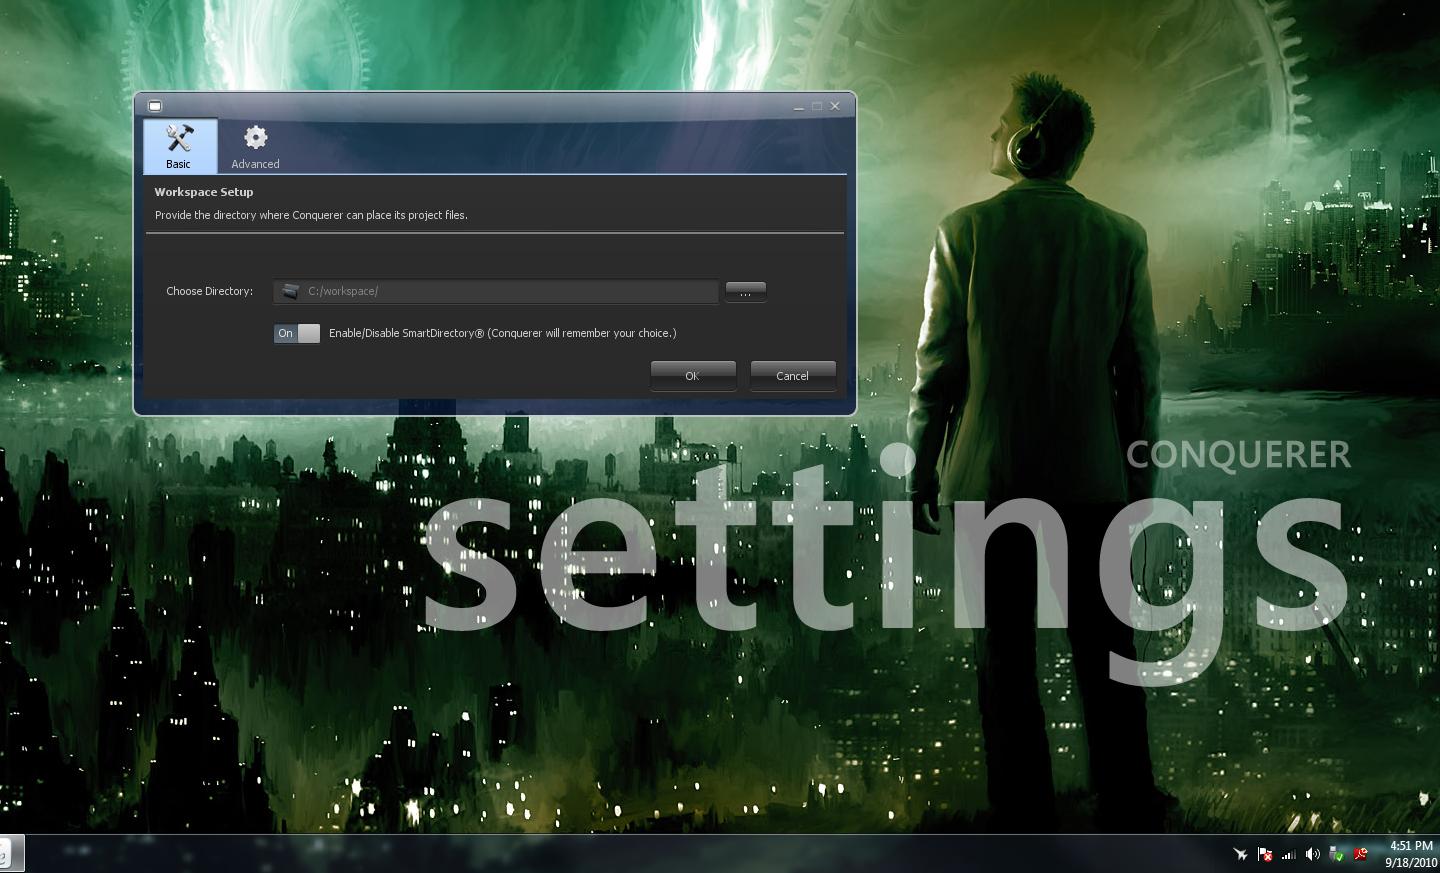 Basic
Advanced
Workspace Setup
Provide the directory where Conquerer can place its project files.
Choose Directory:
C:/workspace/
...
On
Enable/Disable SmartDirectory® (Conquerer will remember your choice.)
OK
Cancel
CONQUERER
settings
4:51 PM
9/18/2010